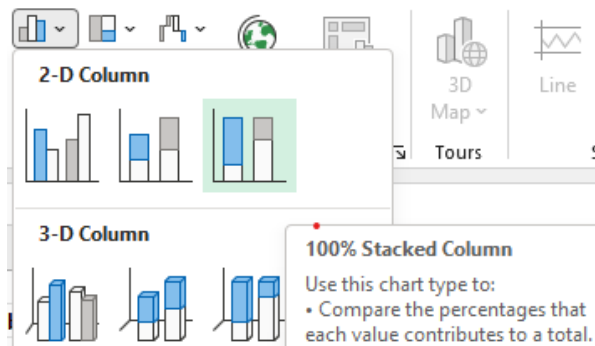 2-D Column
3D
Map
Line
Tours
3-D Column
100% Stacked Column
Use this chart type to:
• Compare the percentages that
each value contributes to a total.